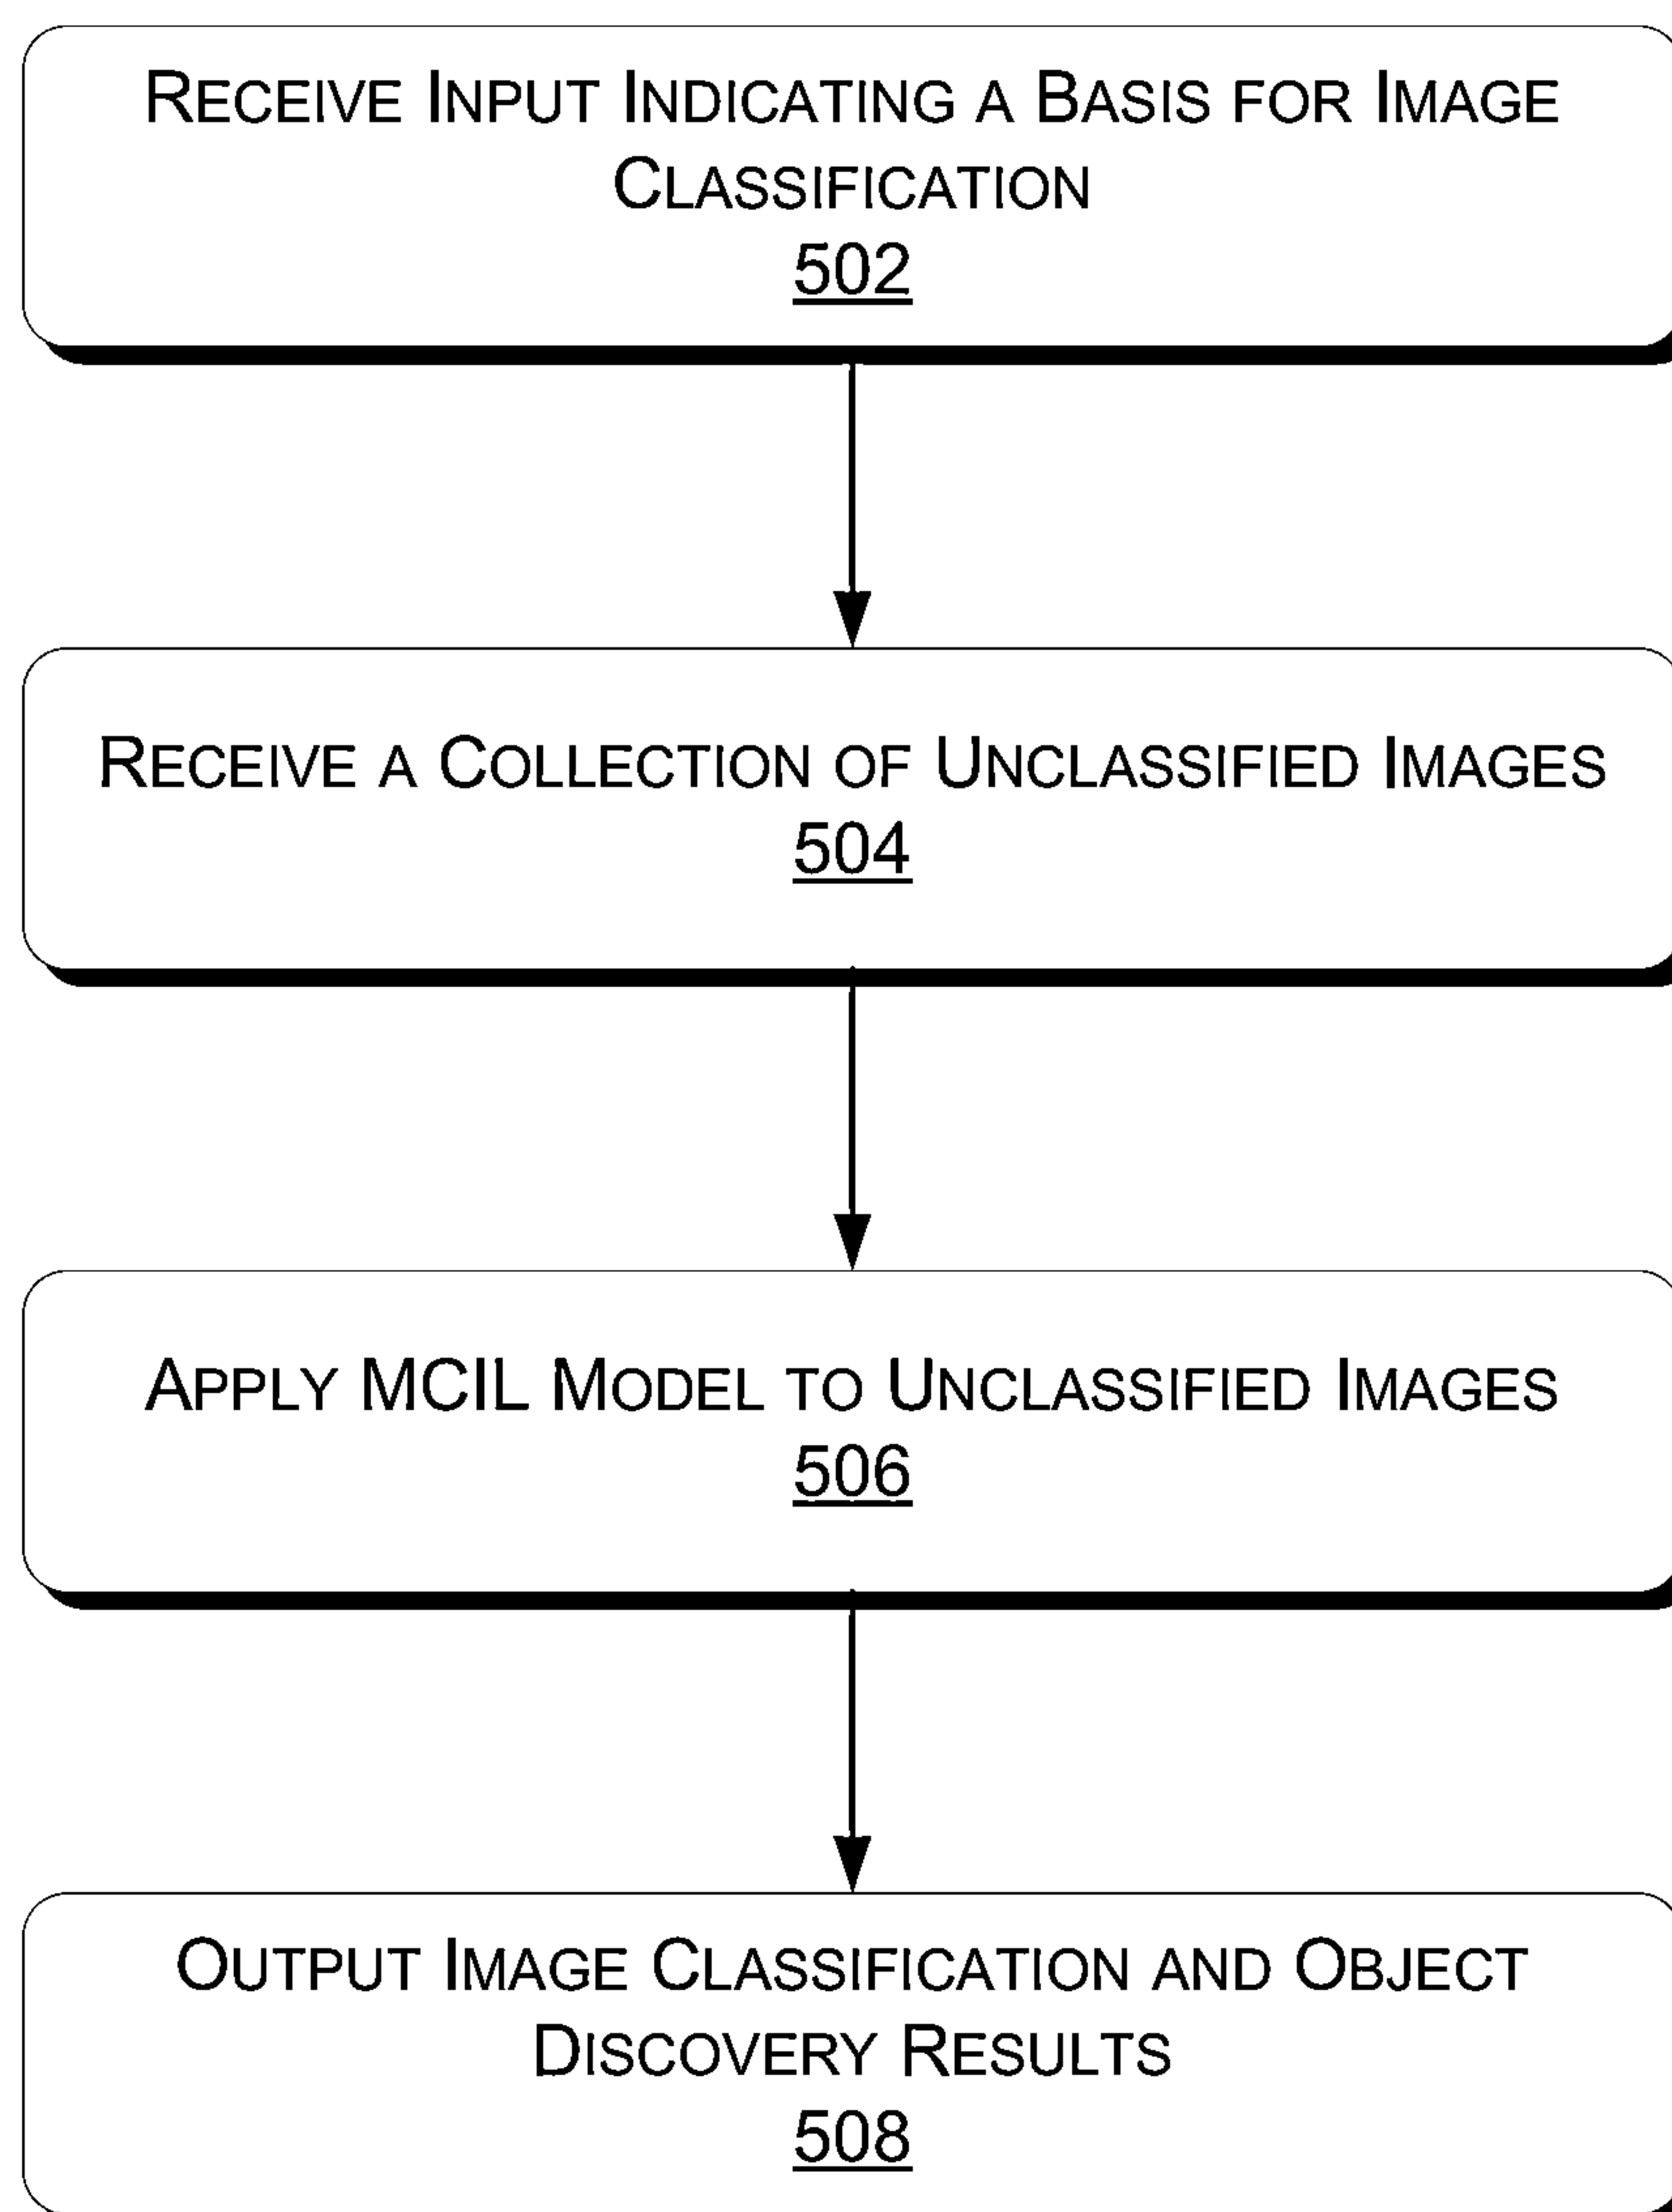 RECEIVE INPUT INDICATING A BASIS FOR IMAGE
CLASSIFICATION
502
RECEIVE A COLLECTION OF UNCLASSIFIED IMAGES
504
APPLY MCIL MODEL TO UNCLASSIFIED IMAGES
506
OUTPUT IMAGE CLASSIFICATION AND OBJECT
DISCOVERY RESULTS
508